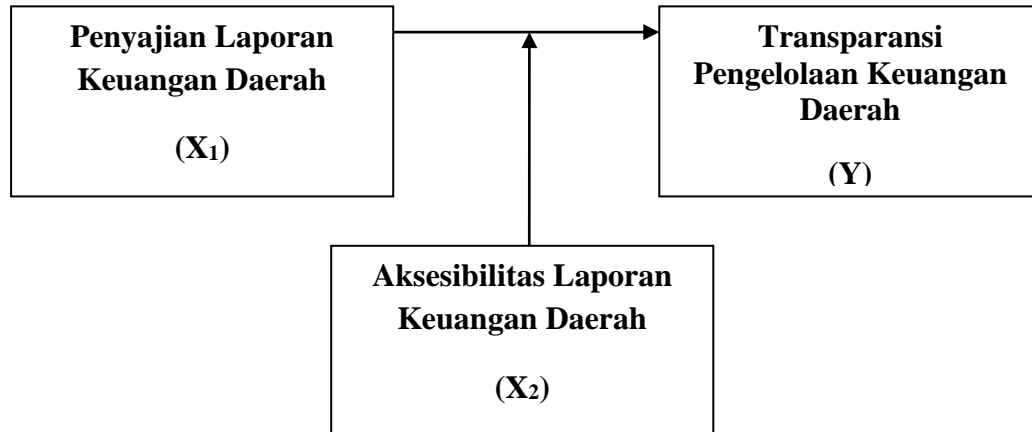 Penyajian Laporan
Keuangan Daerah
(X₁)
Transparansi
Pengelolaan Keuangan
Daerah
(Y)
Aksesibilitas Laporan
Keuangan Daerah
(X₂)